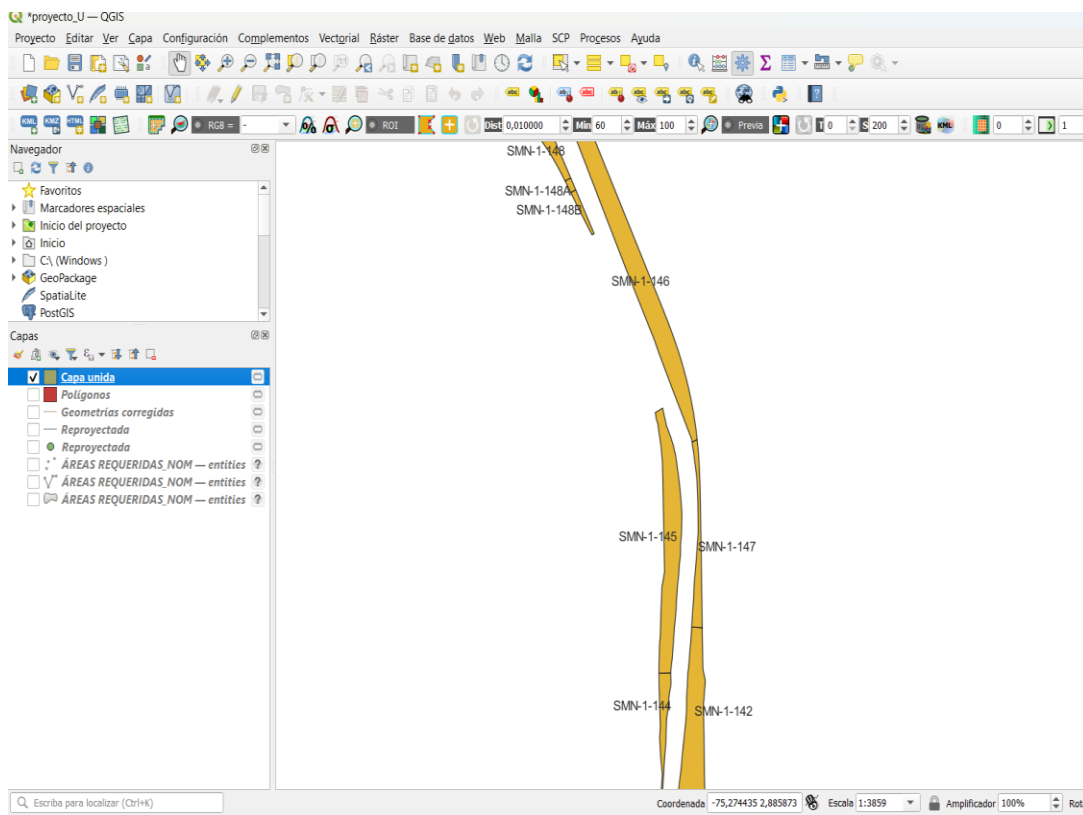 *proyecto_U — QGIS
Proyecto Editar Ver Capa Configuración Complementos Vectorial Ráster Base de datos Web Malla SCP Procesos Ayuda
KML KMZ HTML RGB = - ROI Dist 0,010000 Mín 60 Máx 100 Previa T 0 S 200 KML 0 1
Navegador
Favoritos
Marcadores espaciales
Inicio del proyecto
Inicio
C:\ (Windows )
GeoPackage
SpatiaLite
PostGIS
Capas
Capa unida
Polígonos
Geometrías corregidas
Reproyectada
Reproyectada
ÁREAS REQUERIDAS_NOM — entities
ÁREAS REQUERIDAS_NOM — entities
ÁREAS REQUERIDAS_NOM — entities
SMN-1-148
SMN-1-148A
SMN-1-148B
SMN-1-146
SMN-1-145
SMN-1-147
SMN-1-144
SMN-1-142
Escriba para localizar (Ctrl+K) Coordenada -75,274435 2,885873 Escala 1:3859 Amplificador 100% Rot